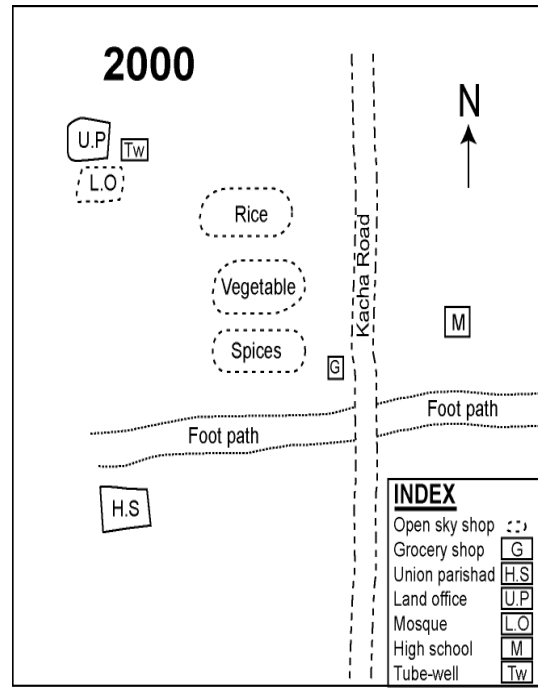 2000
N
U.P
Tw
L.O
Rice
Kacha Road
Vegetable
M
Spices
G
Foot path
Foot path
H.S
INDEX
Open sky shop
Grocery shop G
Union parishad H.S
Land office U.P
Mosque L.O
High school M
Tube-well Tw